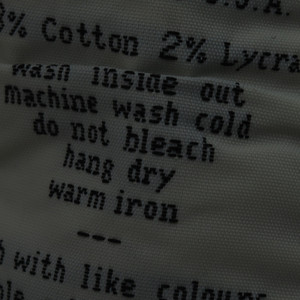 .S.A.
8% Cotton 2% Lycra
wash inside out
machine wash cold
do not bleach
hang dry
warm iron
---
with like colours